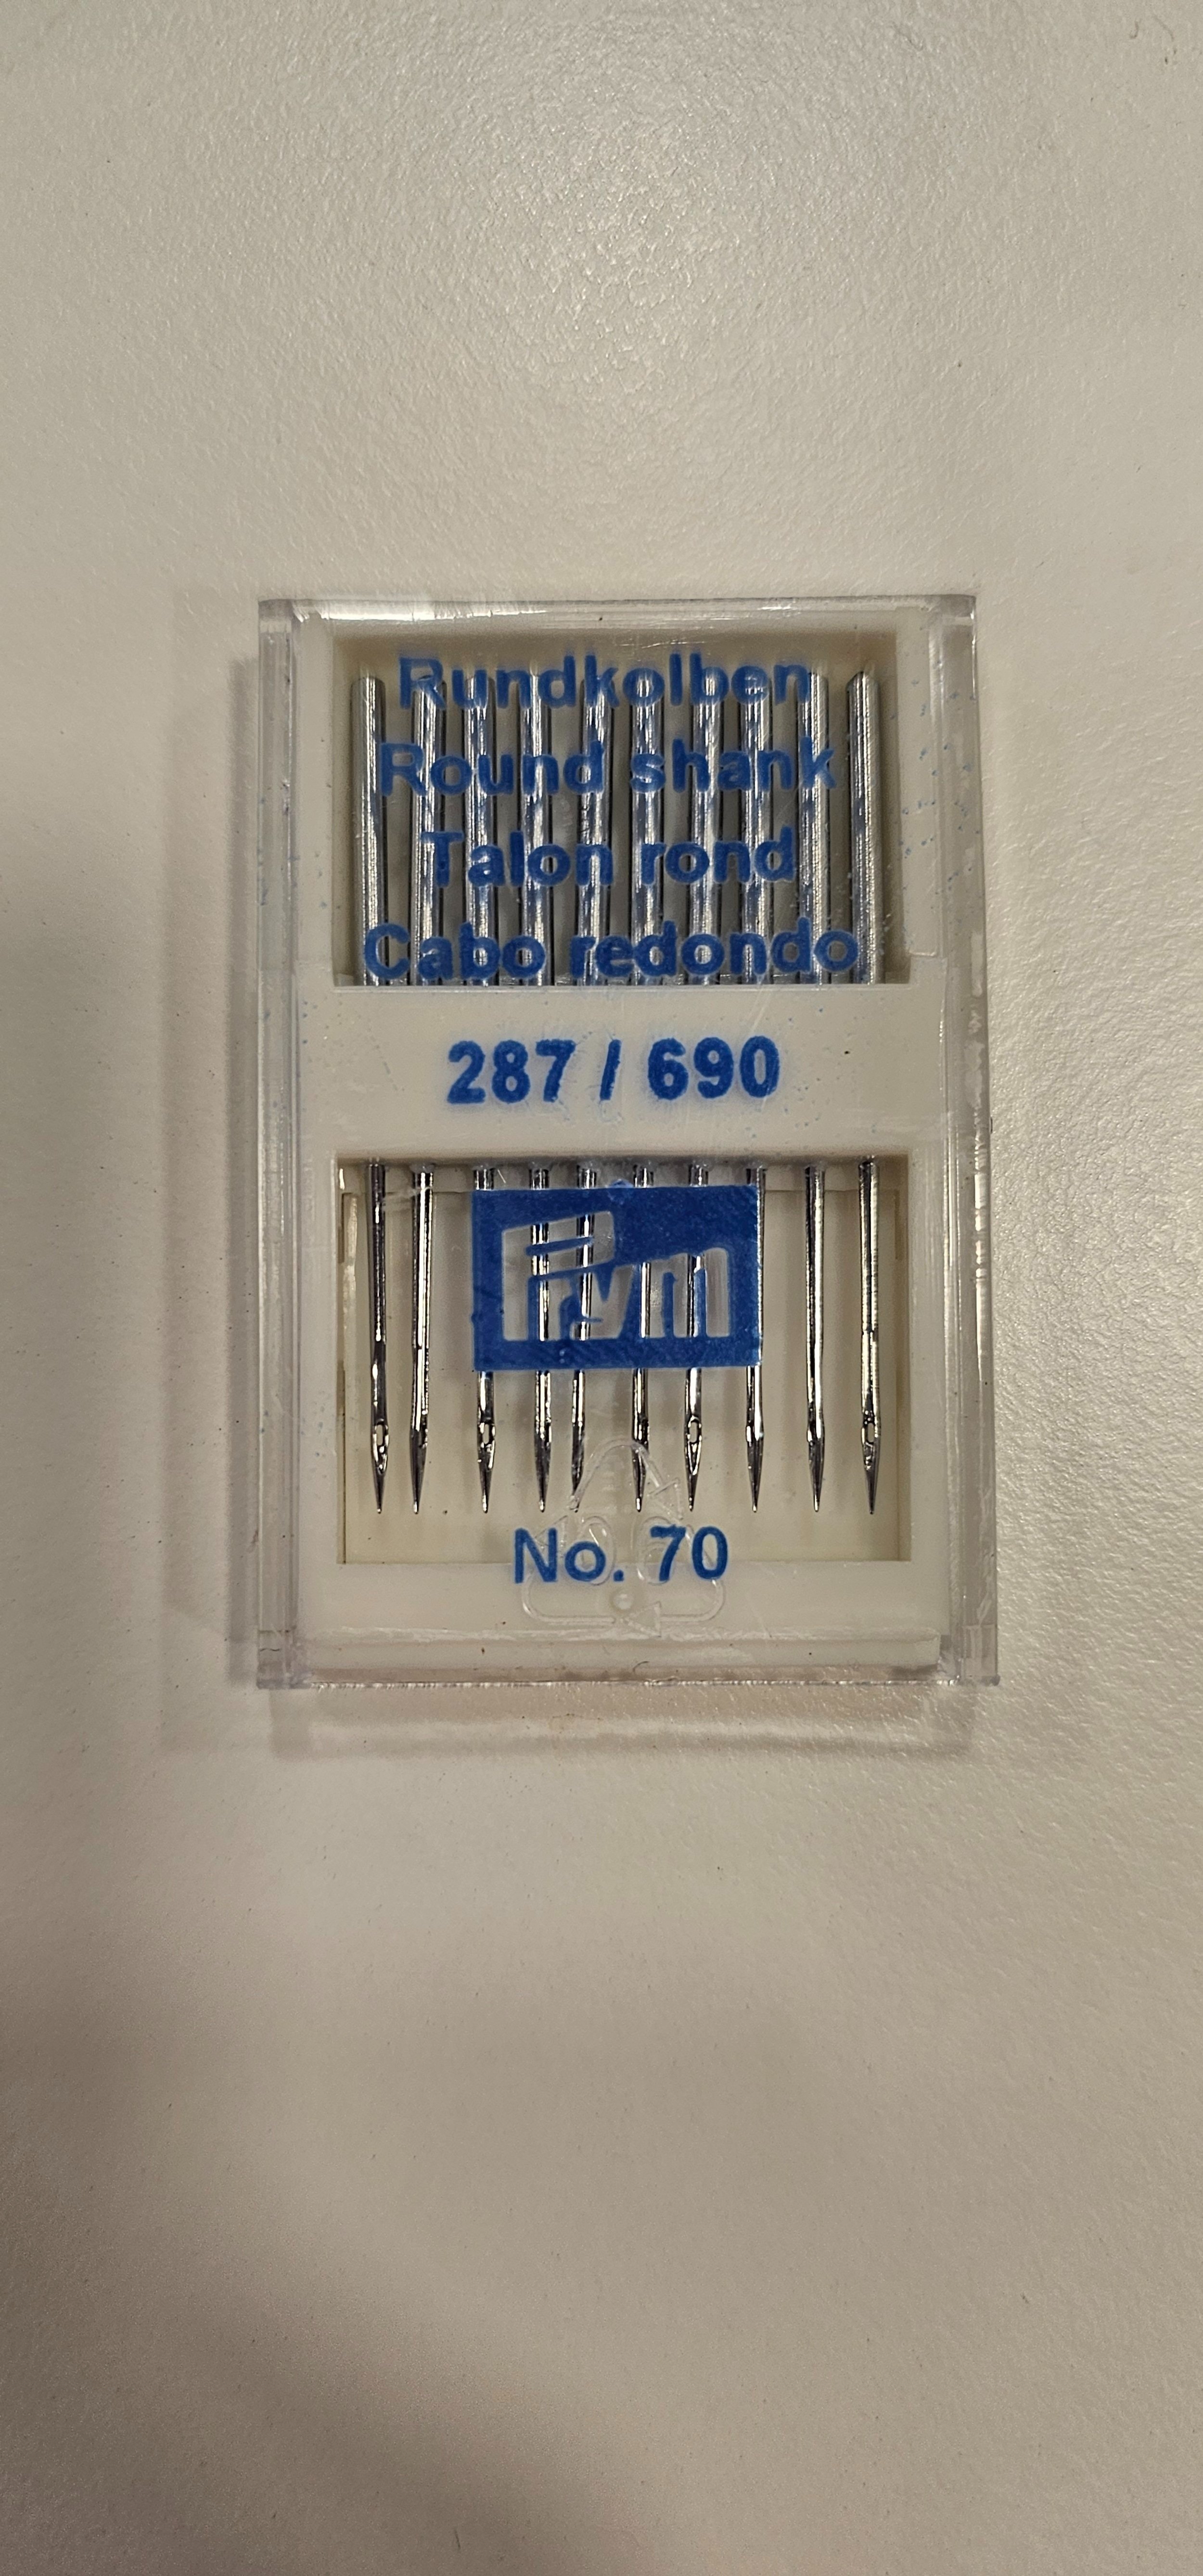 Rundkolben
Round shank
Talon rond
Cabo redondo
287 / 690
Prym
No. 70